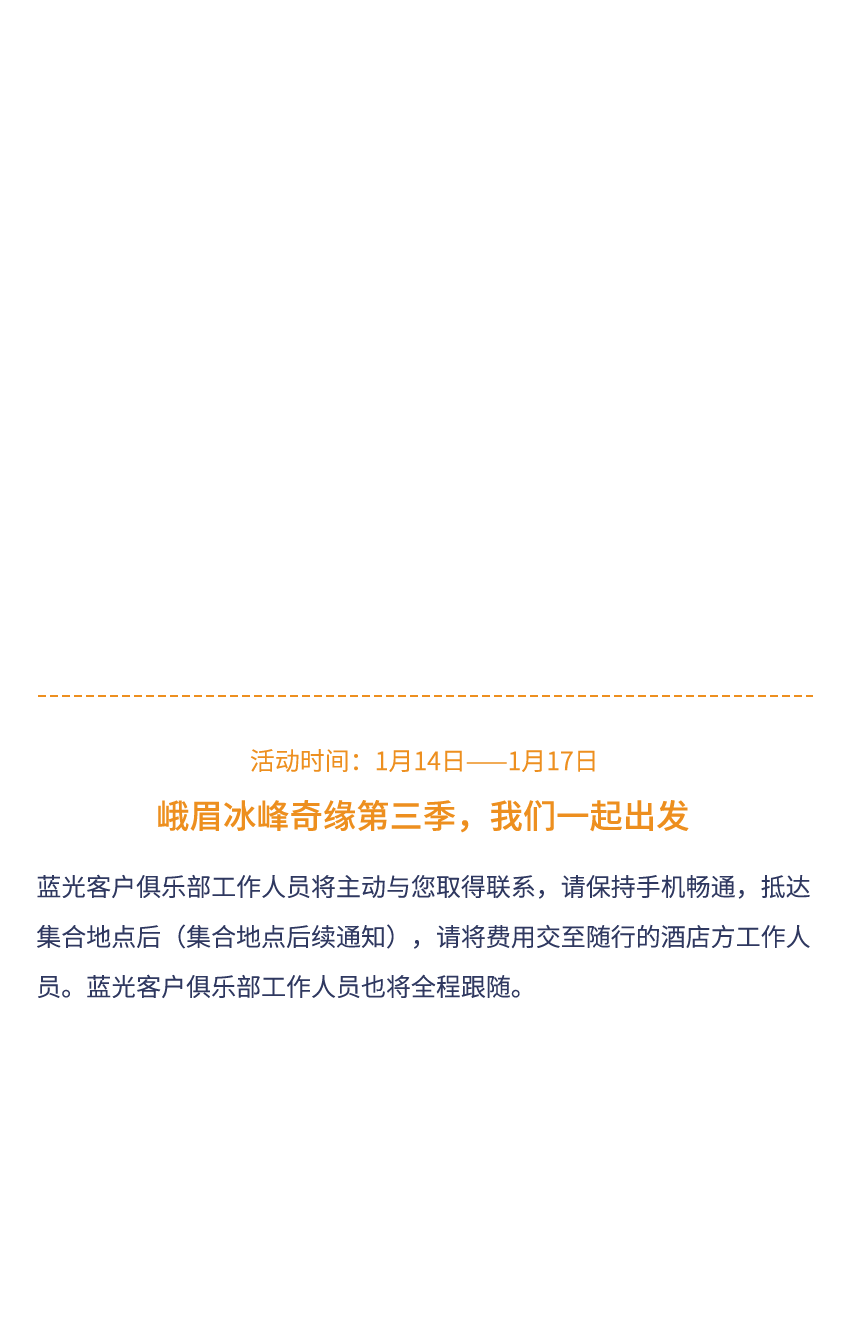 活动时间：1月14日——1月17日
峨眉冰峰奇缘第三季，我们一起出发
蓝光客户俱乐部工作人员将主动与您取得联系，请保持手机畅通，抵达
集合地点后（集合地点后续通知），请将费用交至随行的酒店方工作人
员。蓝光客户俱乐部工作人员也将全程跟随。